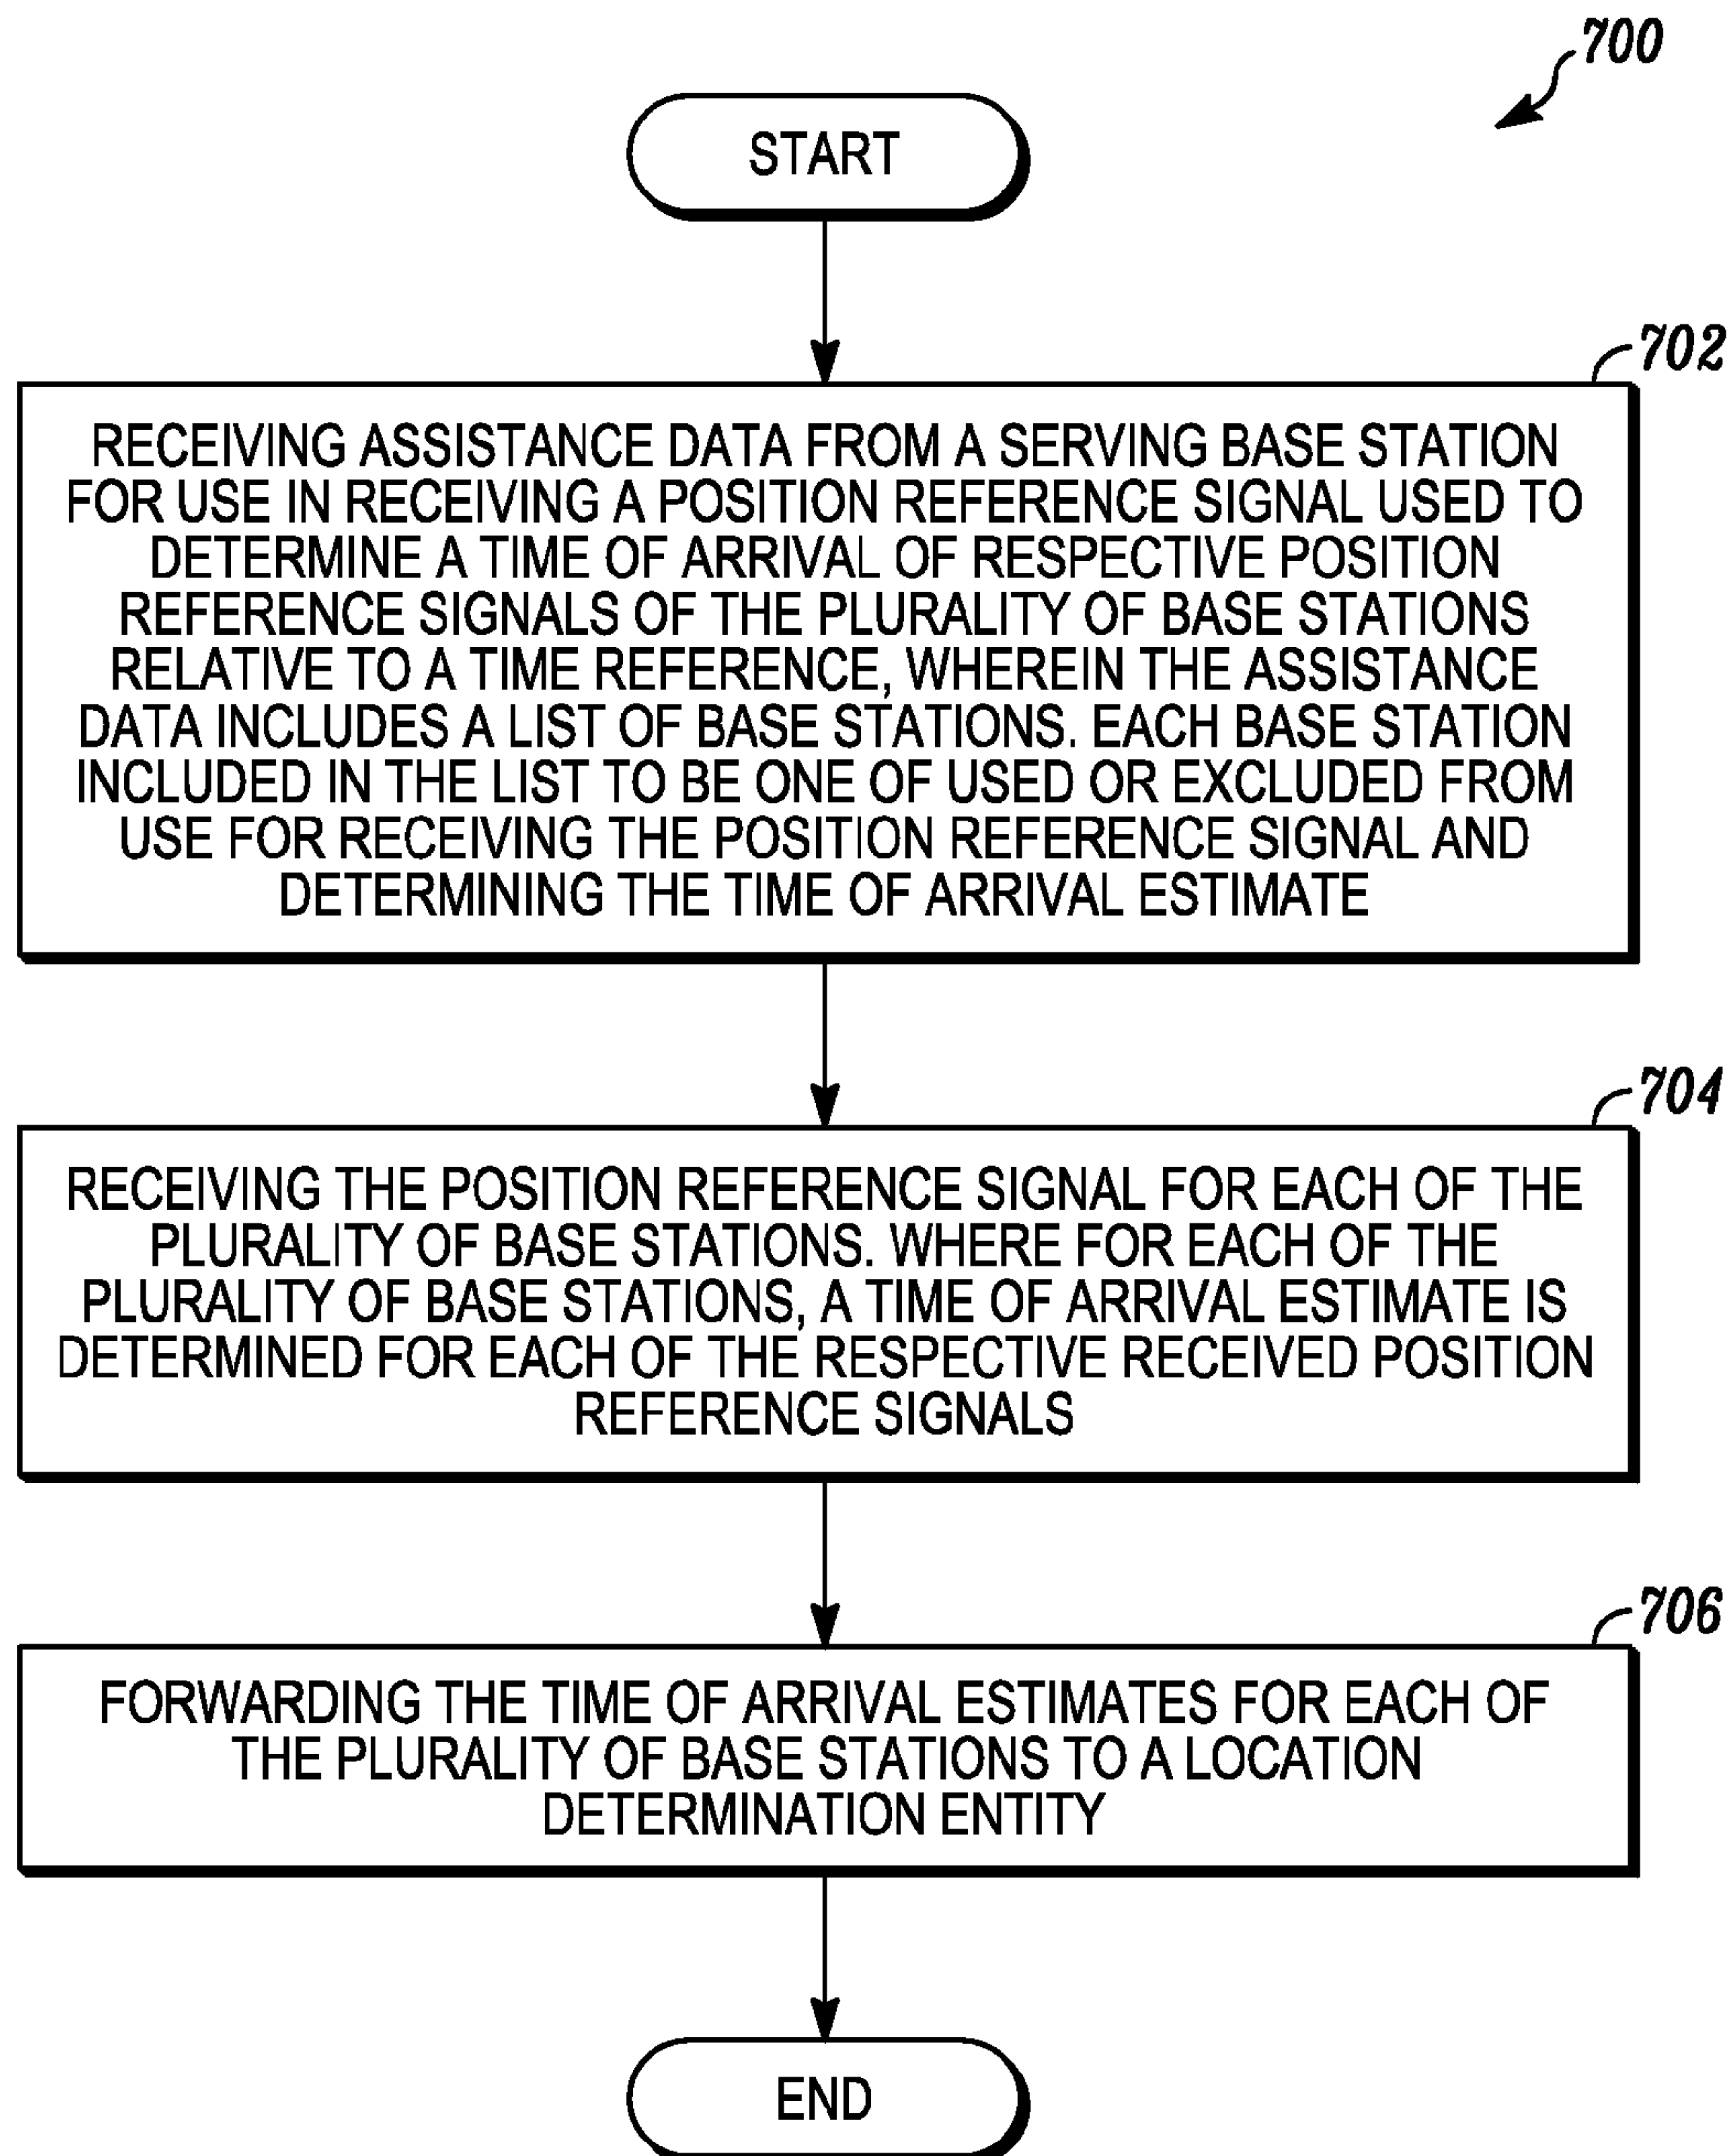 700
START
702
RECEIVING ASSISTANCE DATA FROM A SERVING BASE STATION
FOR USE IN RECEIVING A POSITION REFERENCE SIGNAL USED TO
DETERMINE A TIME OF ARRIVAL OF RESPECTIVE POSITION
REFERENCE SIGNALS OF THE PLURALITY OF BASE STATIONS
RELATIVE TO A TIME REFERENCE, WHEREIN THE ASSISTANCE
DATA INCLUDES A LIST OF BASE STATIONS. EACH BASE STATION
INCLUDED IN THE LIST TO BE ONE OF USED OR EXCLUDED FROM
USE FOR RECEIVING THE POSITION REFERENCE SIGNAL AND
DETERMINING THE TIME OF ARRIVAL ESTIMATE
704
RECEIVING THE POSITION REFERENCE SIGNAL FOR EACH OF THE
PLURALITY OF BASE STATIONS. WHERE FOR EACH OF THE
PLURALITY OF BASE STATIONS, A TIME OF ARRIVAL ESTIMATE IS
DETERMINED FOR EACH OF THE RESPECTIVE RECEIVED POSITION
REFERENCE SIGNALS
706
FORWARDING THE TIME OF ARRIVAL ESTIMATES FOR EACH OF
THE PLURALITY OF BASE STATIONS TO A LOCATION
DETERMINATION ENTITY
END